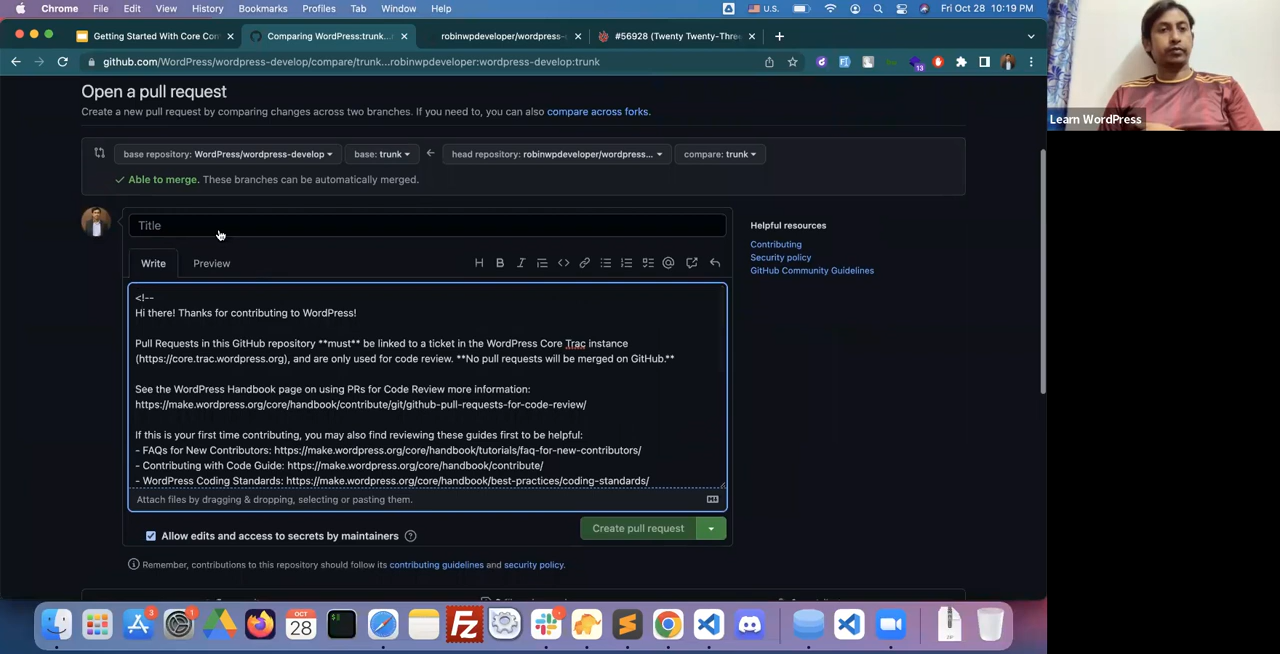 Chrome File Edit View History Bookmarks Profiles Tab Window Help U.S. Fri Oct 28 10:19 PM
Getting Started With Core Con Comparing WordPress:trunk... robinwpdeveloper/wordpress- #56928 (Twenty Twenty-Three
github.com/WordPress/wordpress-develop/compare/trunk...robinwpdeveloper:wordpress-develop:trunk
13
Open a pull request
Create a new pull request by comparing changes across two branches. If you need to, you can also compare across forks.
Learn WordPress
base repository: WordPress/wordpress-develop base: trunk head repository: robinwpdeveloper/wordpress... compare: trunk
Able to merge. These branches can be automatically merged.
Title
Helpful resources
Contributing
Security policy
GitHub Community Guidelines
Write Preview
<!--
Hi there! Thanks for contributing to WordPress!
Pull Requests in this GitHub repository **must** be linked to a ticket in the WordPress Core Trac instance
(https://core.trac.wordpress.org), and are only used for code review. **No pull requests will be merged on GitHub.**
See the WordPress Handbook page on using PRs for Code Review more information:
https://make.wordpress.org/core/handbook/contribute/git/github-pull-requests-for-code-review/
If this is your first time contributing, you may also find reviewing these guides first to be helpful:
- FAQs for New Contributors: https://make.wordpress.org/core/handbook/tutorials/faq-for-new-contributors/
- Contributing with Code Guide: https://make.wordpress.org/core/handbook/contribute/
- WordPress Coding Standards: https://make.wordpress.org/core/handbook/best-practices/coding-standards/
Attach files by dragging & dropping, selecting or pasting them.
Create pull request
Allow edits and access to secrets by maintainers
Remember, contributions to this repository should follow its contributing guidelines and security policy.
3 1 OCT 28